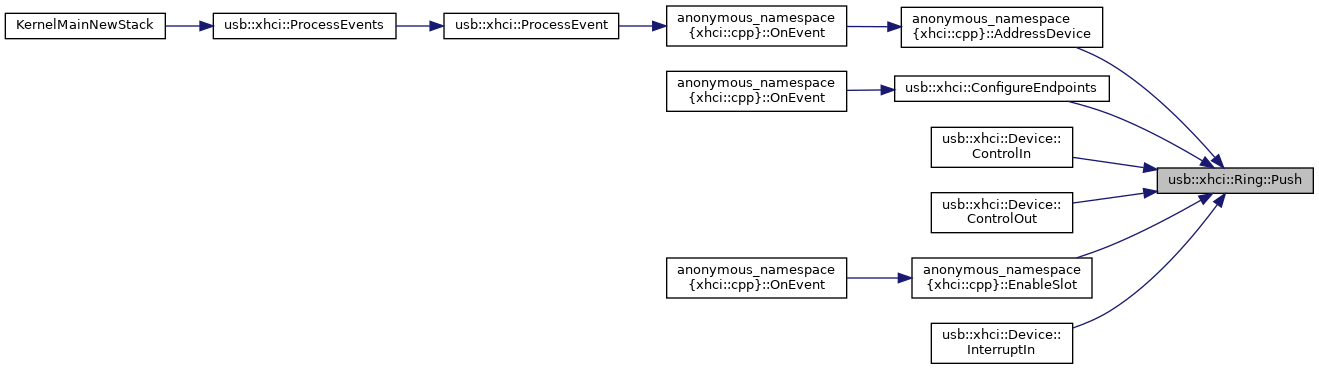 KernelMainNewStack
usb::xhci::ProcessEvents
usb::xhci::ProcessEvent
anonymous_namespace
{xhci::cpp}::OnEvent
anonymous_namespace
{xhci::cpp}::AddressDevice
anonymous_namespace
{xhci::cpp}::OnEvent
usb::xhci::ConfigureEndpoints
usb::xhci::Device::
ControlIn
usb::xhci::Ring::Push
usb::xhci::Device::
ControlOut
anonymous_namespace
{xhci::cpp}::OnEvent
anonymous_namespace
{xhci::cpp}::EnableSlot
usb::xhci::Device::
InterruptIn